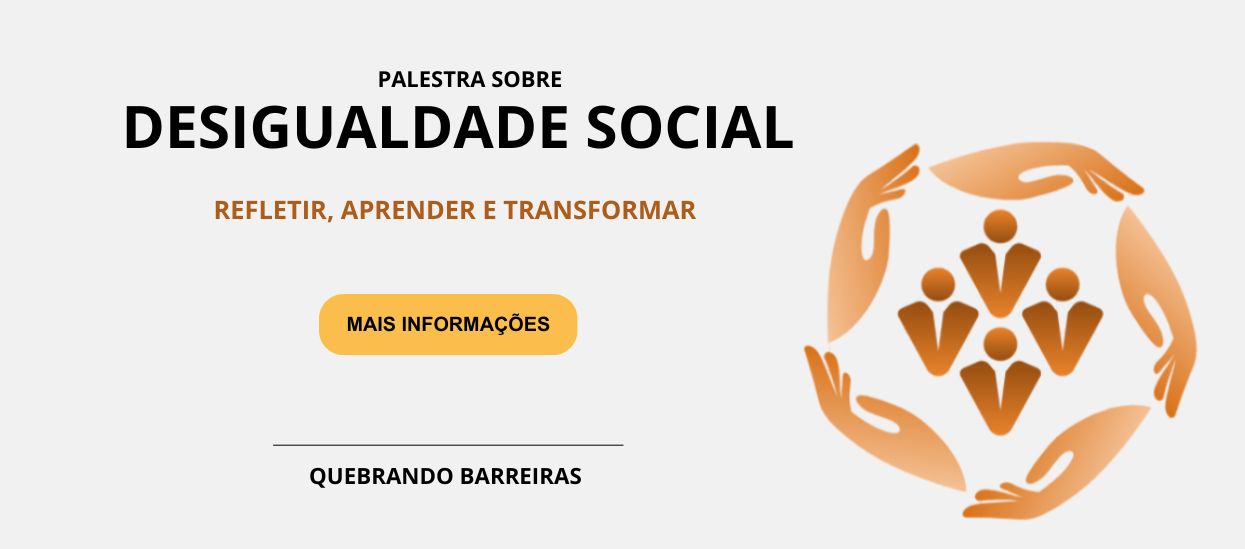 PALESTRA SOBRE
DESIGUALDADE SOCIAL
REFLETIR, APRENDER E TRANSFORMAR
MAIS INFORMAÇÕES
QUEBRANDO BARREIRAS